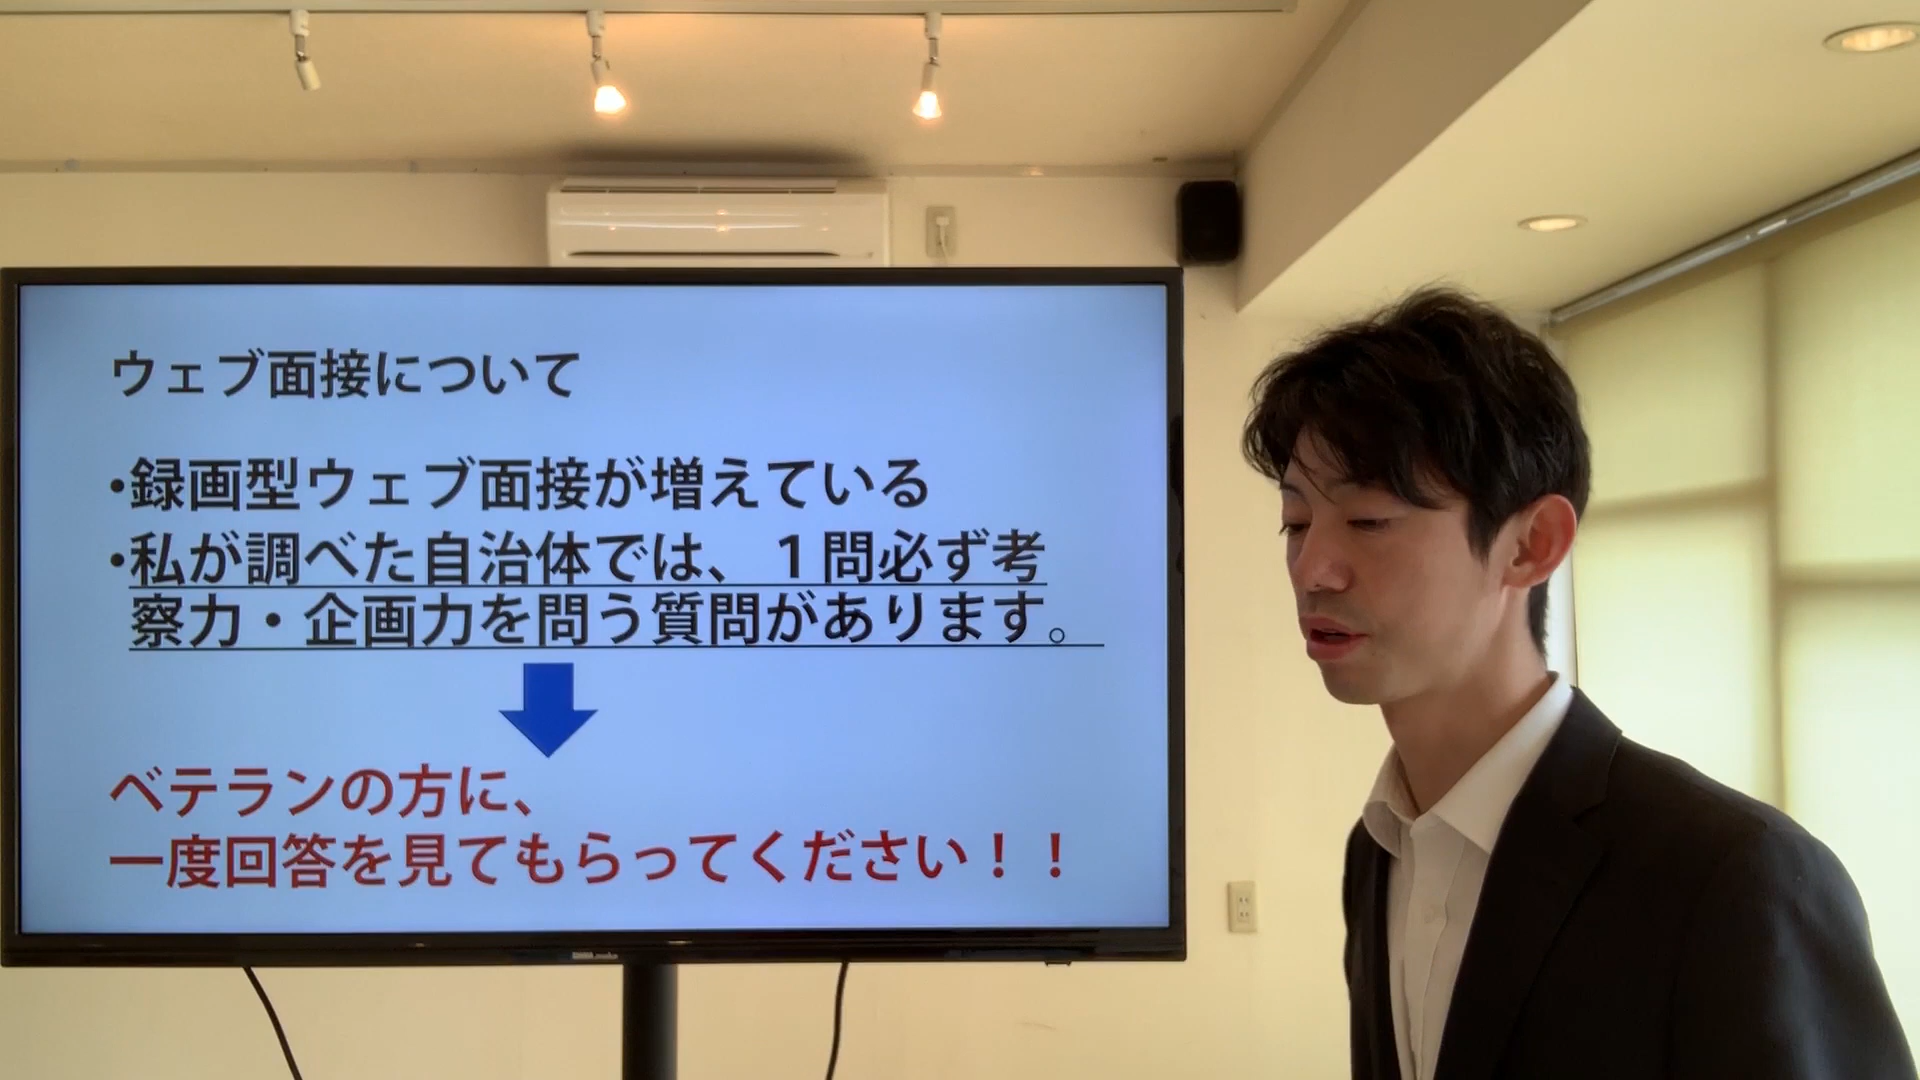 ウェブ面接について
•録画型ウェブ面接が増えている
•私が調べた自治体では、１問必ず考
察力・企画力を問う質問があります。
ベテランの方に、
一度回答を見てもらってください！！